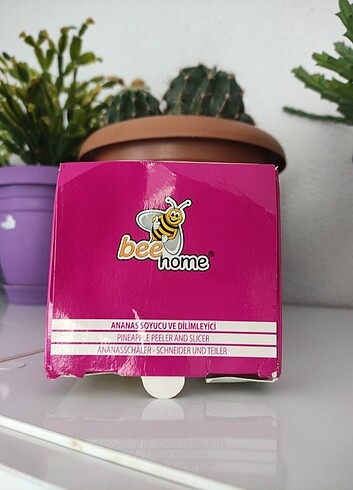 bee
home®
ANANAS SOYUCU VE DİLİMLEYİCİ
PINEAPPLE PEELER AND SLICER
ANANASSCHÄLER - SCHNEIDER UND TEILER